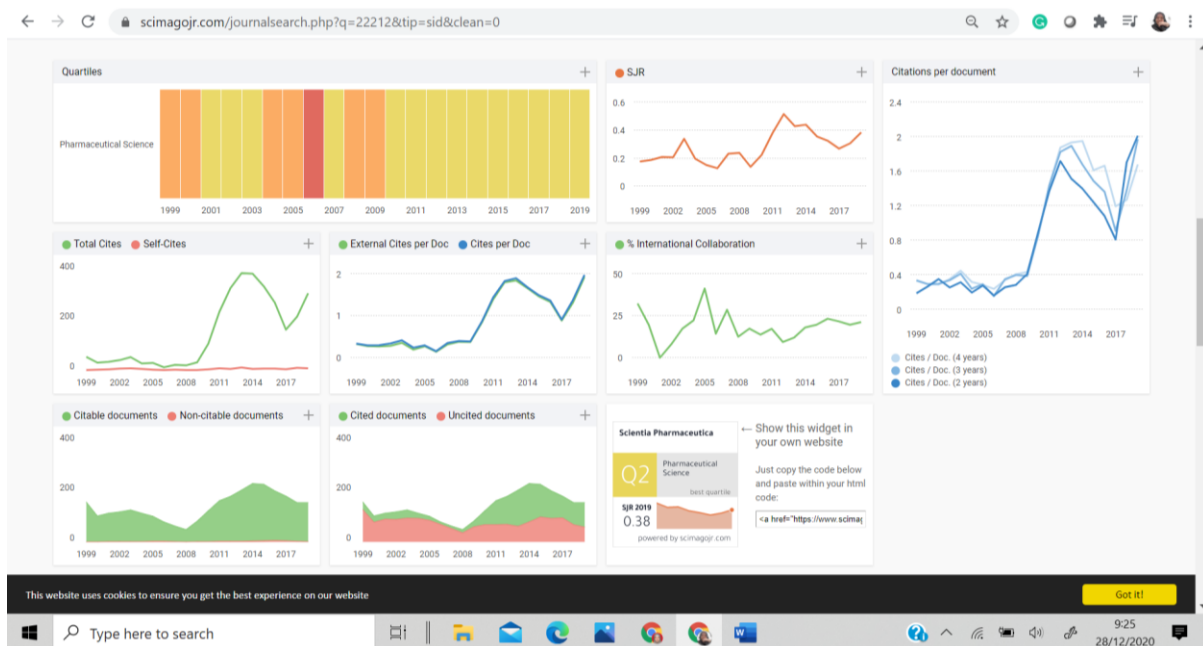 scimagojr.com/journalsearch.php?q=22212&tip=sid&clean=0
Quartiles
Pharmaceutical Science
1999 2001 2003 2005 2007 2009 2011 2013 2015 2017 2019
SJR
0.6
0.4
0.2
0
1999 2002 2005 2008 2011 2014 2017
Citations per document
2.4
2
1.6
1.2
0.8
0.4
0
1999 2002 2005 2008 2011 2014 2017
Cites / Doc. (4 years)
Cites / Doc. (3 years)
Cites / Doc. (2 years)
Total Cites Self-Cites
400
200
0
1999 2002 2005 2008 2011 2014 2017
External Cites per Doc Cites per Doc
2
1
0
1999 2002 2005 2008 2011 2014 2017
% International Collaboration
50
25
0
1999 2002 2005 2008 2011 2014 2017
Citable documents Non-citable documents
400
200
0
1999 2002 2005 2008 2011 2014 2017
Cited documents Uncited documents
400
200
0
1999 2002 2005 2008 2011 2014 2017
Scientia Pharmaceutica
Q2
Pharmaceutical
Science
best quartile
SJR 2019
0.38
powered by scimagojr.com
← Show this widget in
your own website
Just copy the code below
and paste within your html
code:
<a href="https://www.scimag
This website uses cookies to ensure you get the best experience on our website
Got it!
Type here to search
9:25
28/12/2020